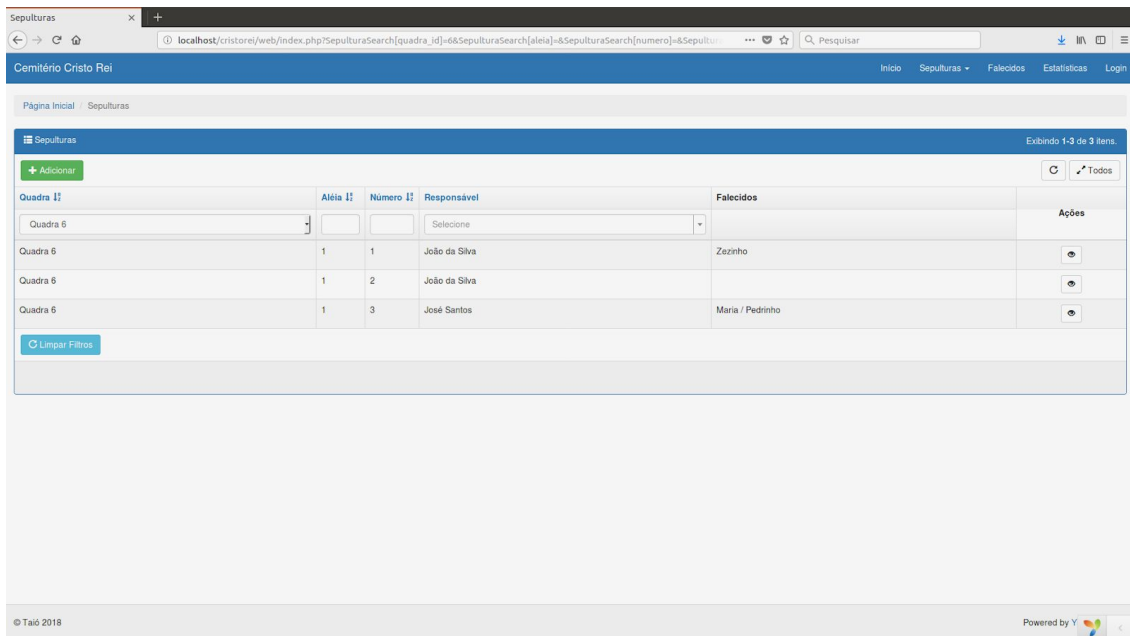 Sepulturas
localhost/cristorei/web/index.php?SepulturaSearch[quadra_id]=6&SepulturaSearch[aleia]=&SepulturaSearch[numero]=&Sepultur
Pesquisar
Cemitério Cristo Rei
Início Sepulturas Falecidos Estatísticas Login
Página Inicial / Sepulturas
Sepulturas Exibindo 1-3 de 3 itens.
+ Adicionar Todos
Quadra Aléia Número Responsável Falecidos
Ações
Quadra 6 Selecione
Quadra 6 1 1 João da Silva Zezinho
Quadra 6 1 2 João da Silva
Quadra 6 1 3 José Santos Maria / Pedrinho
Limpar Filtros
© Taió 2018 Powered by Y